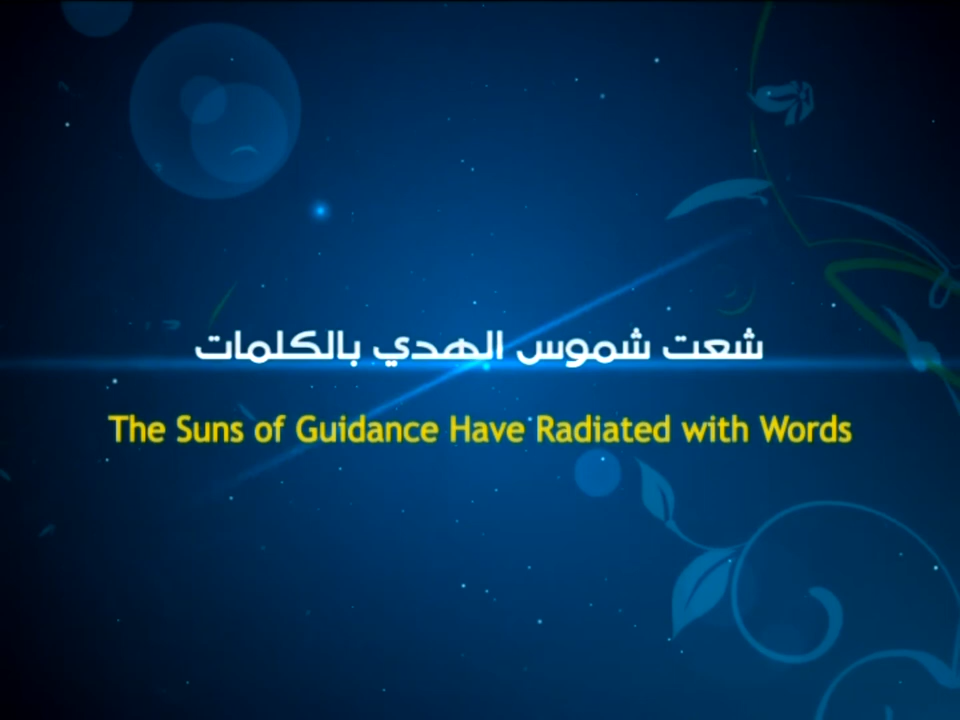 شعت شموس الهدي بالكلمات
The Suns of Guidance Have Radiated with Words